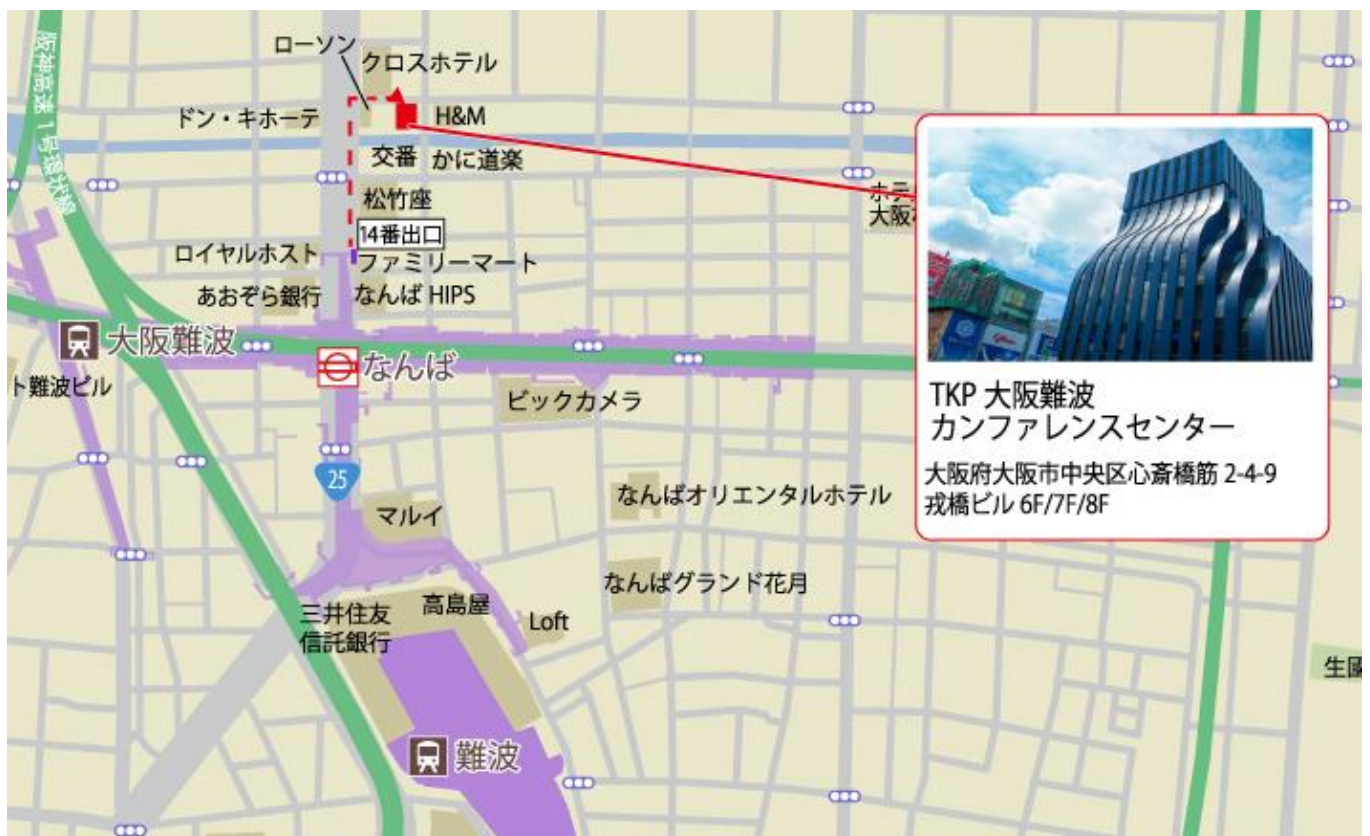 阪神高速 1 号環状線
ローソン
クロスホテル
ドン・キホーテ
H&M
交番
かに道楽
松竹座
14番出口
ロイヤルホスト
ファミリーマート
あおぞら銀行
なんば HIPS
大阪難波
なんば
ト難波ビル
ビックカメラ
25
なんばオリエンタルホテル
マルイ
なんばグランド花月
三井住友
信託銀行
高島屋
Loft
難波
ホテ
大阪
TKP 大阪難波
カンファレンスセンター
大阪府大阪市中央区心斎橋筋 2-4-9
戎橋ビル 6F/7F/8F
生國